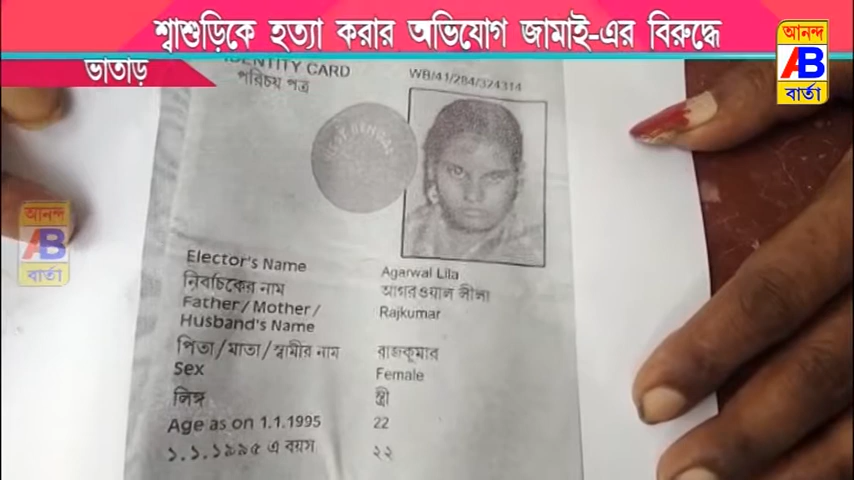 শ্বাশুড়িকে হত্যা করার অভিযোগ জামাই-এর বিরুদ্ধে
ভাতাড়
আনন্দ
AB
বার্তা
IDENTITY CARD
পরিচয় পত্র
WB/41/284/324314
WEST BENGAL
আনন্দ
AB
বার্তা
Elector's Name Agarwal Lila
নির্বাচকের নাম আগরওয়াল লীলা
Father/Mother/ Rajkumar
Husband's Name
পিতা/মাতা/স্বামীর নাম রাজকুমার
Sex Female
লিঙ্গ স্ত্রী
Age as on 1.1.1995 22
১.১.১৯৯৫ এ বয়স ২২